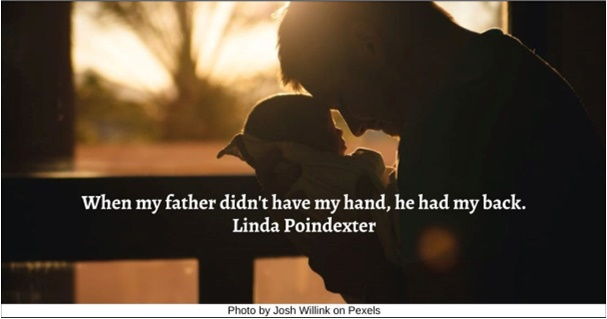 When my father didn't have my hand, he had my back.
Linda Poindexter
Photo by Josh Willink on Pexels